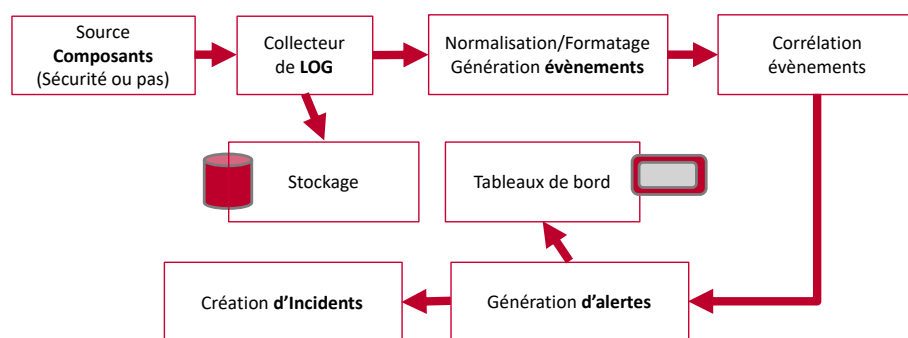 Source
Composants
(Sécurité ou pas)
Collecteur
de LOG
Normalisation/Formatage
Génération évènements
Corrélation
évènements
Stockage
Tableaux de bord
Création d'Incidents
Génération d'alertes